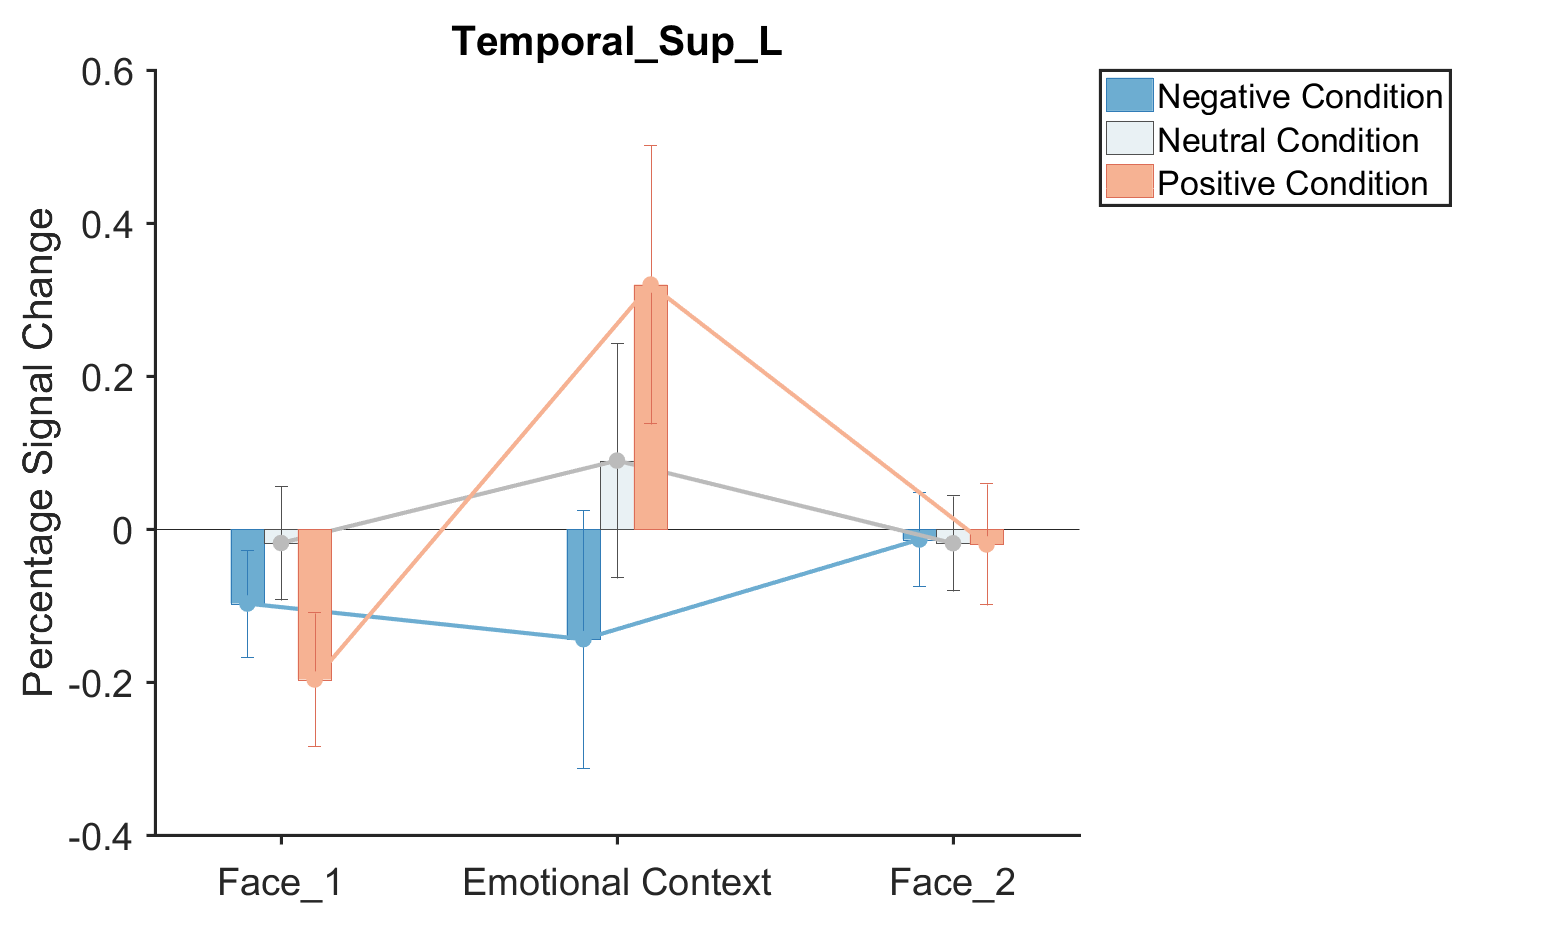 Temporal_Sup_L
Negative Condition
Neutral Condition
Positive Condition
Percentage Signal Change
0.6
0.4
0.2
0
-0.2
-0.4
Face_1
Emotional Context
Face_2